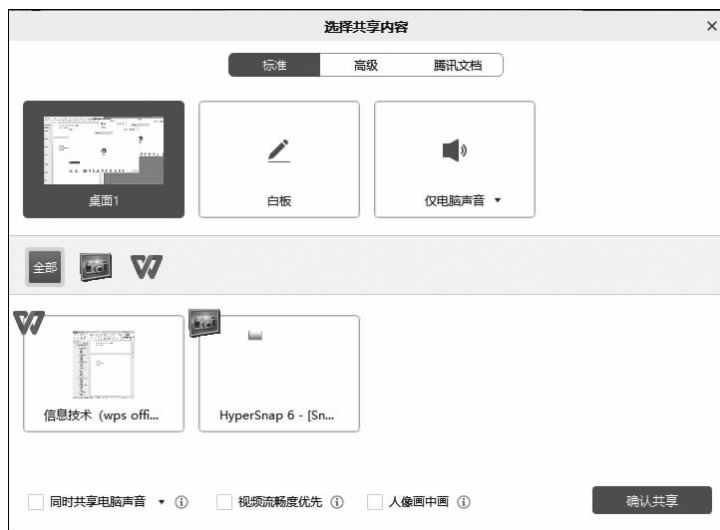 选择共享内容
标准 高级 腾讯文档
桌面1 白板 仅电脑声音
全部
信息技术（wps offi... HyperSnap 6 - [Sn...
同时共享电脑声音 视频流畅度优先 人像画中画 确认共享